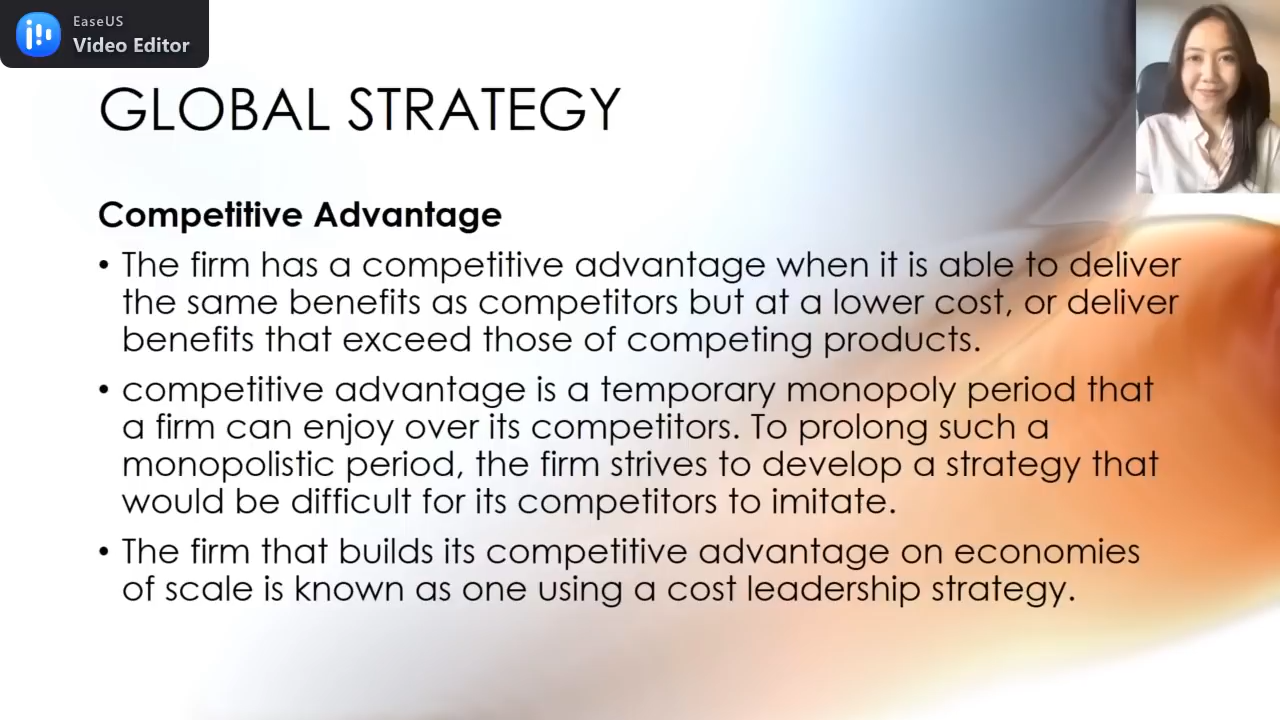 EaseUS
Video Editor
GLOBAL STRATEGY
Competitive Advantage
• The firm has a competitive advantage when it is able to deliver
the same benefits as competitors but at a lower cost, or deliver
benefits that exceed those of competing products.
• competitive advantage is a temporary monopoly period that
a firm can enjoy over its competitors. To prolong such a
monopolistic period, the firm strives to develop a strategy that
would be difficult for its competitors to imitate.
• The firm that builds its competitive advantage on economies
of scale is known as one using a cost leadership strategy.